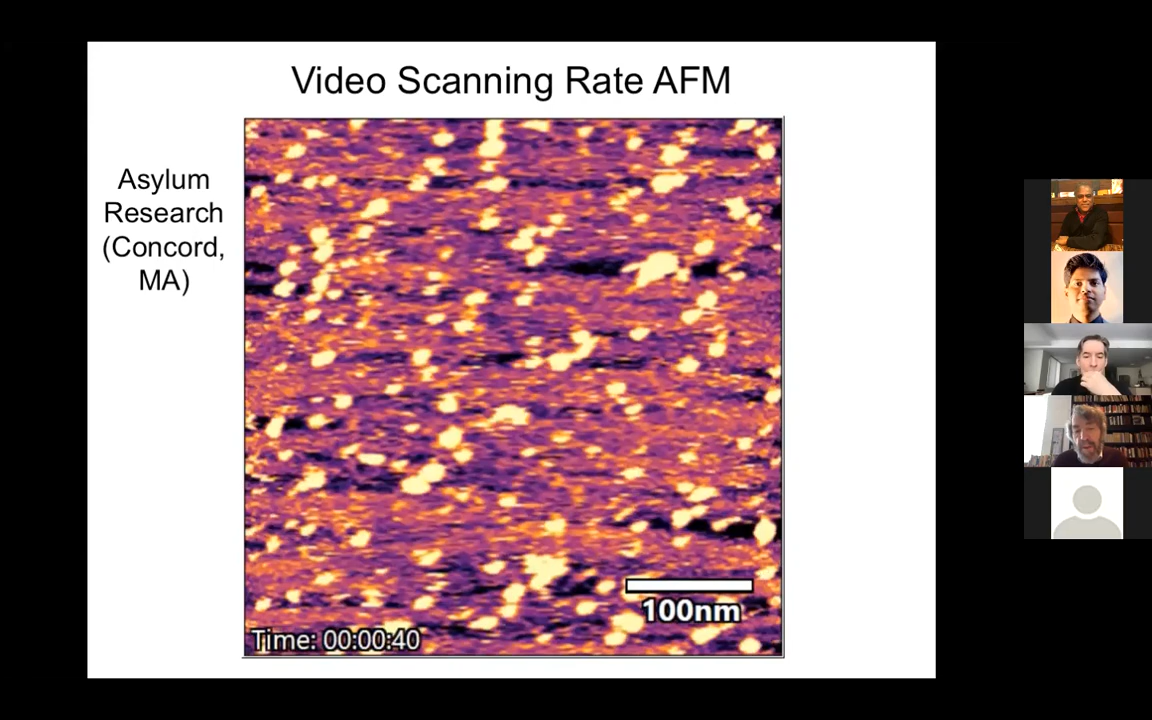 Video Scanning Rate AFM
Asylum
Research
(Concord,
MA)
100nm
Time: 00:00:40